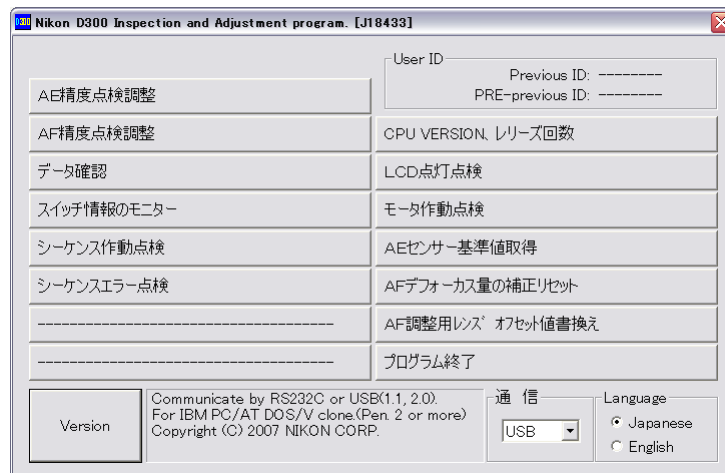 Nikon D300 Inspection and Adjustment program. [J18433]
User ID
Previous ID: --------
PRE-previous ID: --------
AE精度点検調整
AF精度点検調整
CPU VERSION、レリーズ回数
データ確認
LCD点灯点検
スイッチ情報のモニター
モータ作動点検
シーケンス作動点検
AEセンサー基準値取得
シーケンスエラー点検
AFデフォーカス量の補正リセット
-------------------------------------
AF調整用レンズ オフセット値書換え
-------------------------------------
プログラム終了
Version
Communicate by RS232C or USB(1.1, 2.0).
For IBM PC/AT DOS/V clone.(Pen. 2 or more)
Copyright (C) 2007 NIKON CORP.
通 信
USB
Language
Japanese
English